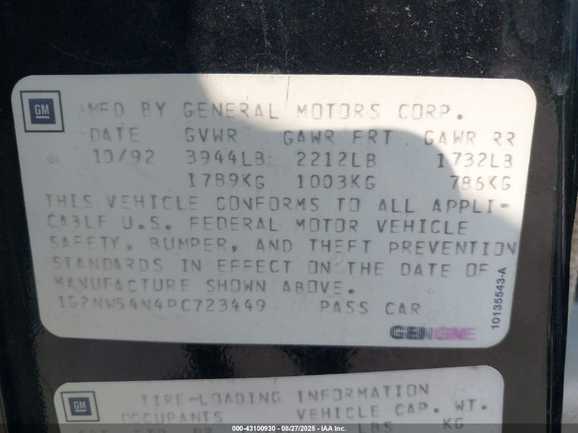 GM
MFD BY GENERAL MOTORS CORP.
DATE GVWR GAWR FRT GAWR RR
10/92 3944LB 2212LB 1732LB
1789KG 1003KG 786KG
THIS VEHICLE CONFORMS TO ALL APPLI-
CABLE U.S. FEDERAL MOTOR VEHICLE
SAFETY, BUMPER, AND THEFT PREVENTION
STANDARDS IN EFFECT ON THE DATE OF
MANUFACTURE SHOWN ABOVE.
1G2NW54N4PC723449 PASS CAR
GENGME
10135543-A
GM
TIRE-LOADING INFORMATION
OCCUPANTS VEHICLE CAP. WT.
LBS KG
000-43100930 - 08/27/2025 - IAA